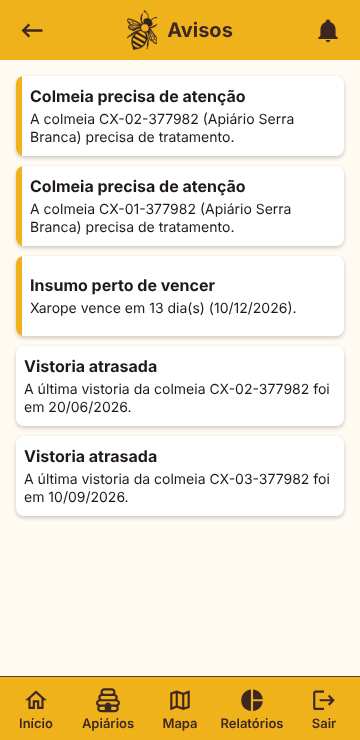 Avisos
Colmeia precisa de atenção
A colmeia CX-02-377982 (Apiário Serra
Branca) precisa de tratamento.
Colmeia precisa de atenção
A colmeia CX-01-377982 (Apiário Serra
Branca) precisa de tratamento.
Insumo perto de vencer
Xarope vence em 13 dia(s) (10/12/2026).
Vistoria atrasada
A última vistoria da colmeia CX-02-377982 foi
em 20/06/2026.
Vistoria atrasada
A última vistoria da colmeia CX-03-377982 foi
em 10/09/2026.
Início Apiários Mapa Relatórios Sair